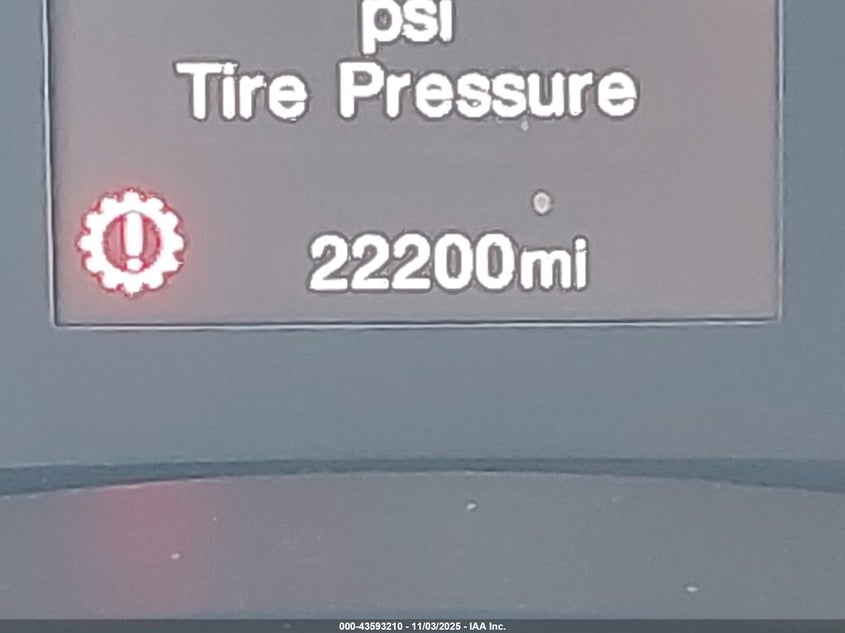 psi
Tire Pressure
!
22200mi
000-43593210 - 11/03/2025 - IAA Inc.